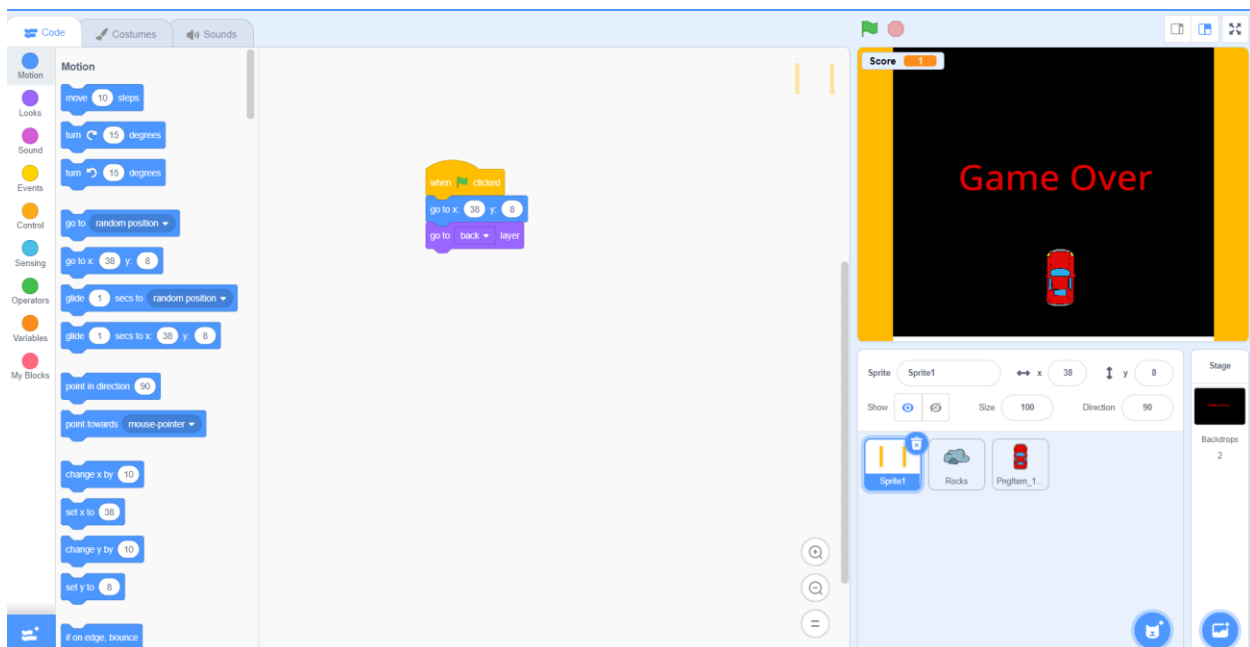 Code Costumes Sounds
Motion
Looks
Sound
Events
Control
Sensing
Operators
Variables
My Blocks
Motion
move 10 steps
turn 15 degrees
turn 15 degrees
go to random position
go to x: 38 y: 8
glide 1 secs to random position
glide 1 secs to x: 38 y: 8
point in direction 90
point towards mouse-pointer
change x by 10
set x to 38
change y by 10
set y to 8
if on edge, bounce
when clicked
go to x: 38 y: 8
go to back layer
Score 1
Game Over
Sprite Sprite1 x 38 y 8
Show Size 100 Direction 90
Sprite1
Rocks
PngItem_1...
Stage
Backdrops
2